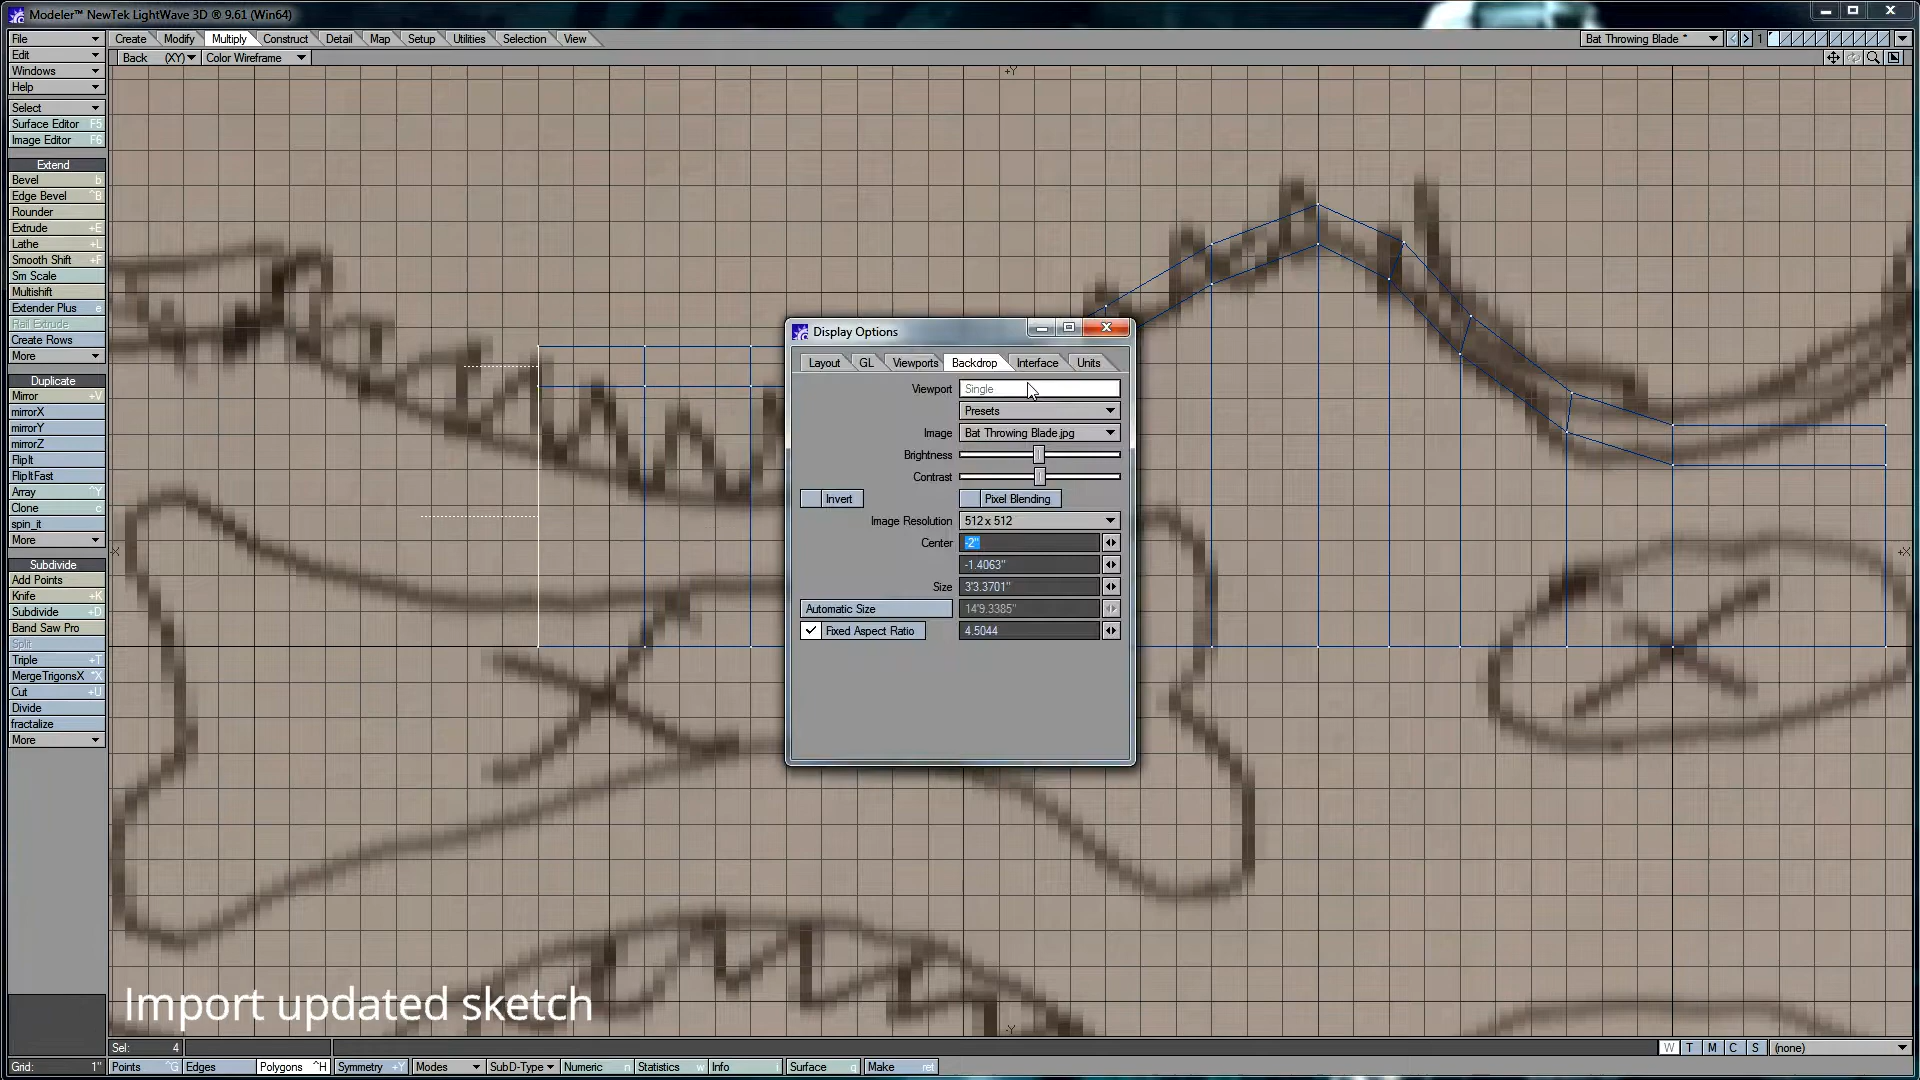 Modeler™ NewTek LightWave 3D ® 9.61 (Win64)
File
Create Modify Multiply Construct Detail Map Setup Utilities Selection View
Bat Throwing Blade * 1
Edit
Back (XY) Color Wireframe
Windows
Help
Select
Surface Editor F5
Image Editor F6
Extend
Bevel b
Edge Bevel ^B
Rounder
Extrude +E
Lathe +L
Smooth Shift +F
Sm Scale
Multishift
Extender Plus e
Rail Extrude
Create Rows
More
Duplicate
Mirror +V
mirrorX
mirrorY
mirrorZ
FlipIt
FlipItFast
Array ^Y
Clone c
spin_it
More
Subdivide
Add Points
Knife +K
Subdivide +D
Band Saw Pro
Split
Triple +T
MergeTrigonsX ^X
Cut +U
Divide
fractalize
More
+Y
-X
+X
-Y
Display Options
Layout GL Viewports Backdrop Interface Units
Viewport Single
Presets
Image Bat Throwing Blade.jpg
Brightness
Contrast
Invert Pixel Blending
Image Resolution 512 x 512
Center -2"
-1.4063"
Size 3'3.3701"
Automatic Size 14'9.3385"
Fixed Aspect Ratio 4.5044
Import updated sketch
Sel: 4
W T M C S (none)
Grid: 1" Points ^G Edges Polygons ^H Symmetry +Y Modes SubD-Type Numeric n Statistics w Info i Surface q Make ret